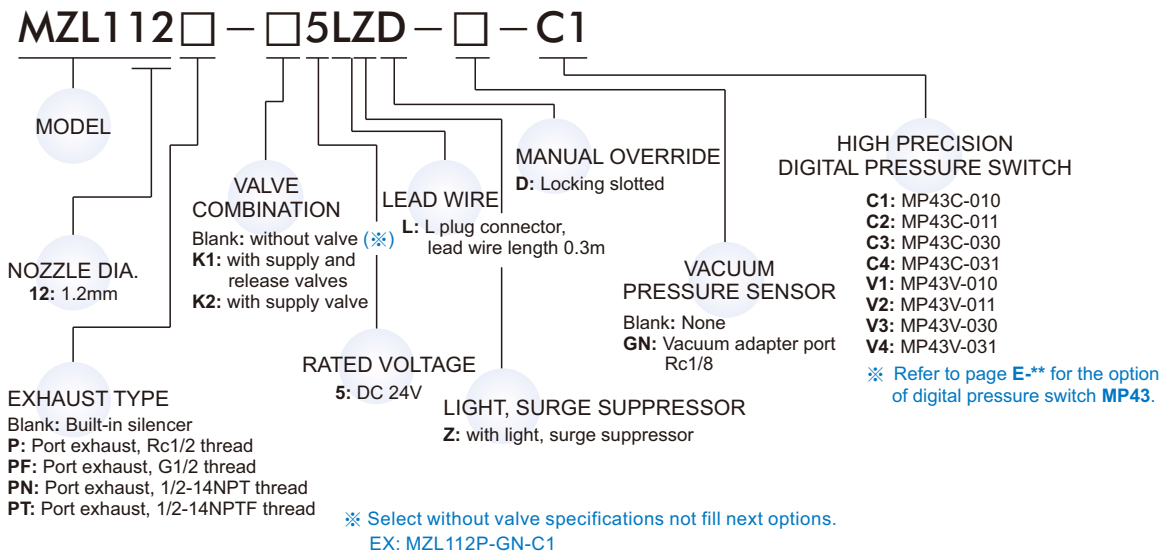 MZL112□ – □5LZD – □ – C1
MODEL
NOZZLE DIA.
12: 1.2mm
EXHAUST TYPE
Blank: Built-in silencer
P: Port exhaust, Rc1/2 thread
PF: Port exhaust, G1/2 thread
PN: Port exhaust, 1/2-14NPT thread
PT: Port exhaust, 1/2-14NPTF thread
VALVE
COMBINATION
Blank: without valve (※)
K1: with supply and
release valves
K2: with supply valve
RATED VOLTAGE
5: DC 24V
LEAD WIRE
L: L plug connector,
lead wire length 0.3m
LIGHT, SURGE SUPPRESSOR
Z: with light, surge suppressor
MANUAL OVERRIDE
D: Locking slotted
VACUUM
PRESSURE SENSOR
Blank: None
GN: Vacuum adapter port
Rc1/8
HIGH PRECISION
DIGITAL PRESSURE SWITCH
C1: MP43C-010
C2: MP43C-011
C3: MP43C-030
C4: MP43C-031
V1: MP43V-010
V2: MP43V-011
V3: MP43V-030
V4: MP43V-031
※ Refer to page E-** for the option
of digital pressure switch MP43.
※ Select without valve specifications not fill next options.
EX: MZL112P-GN-C1